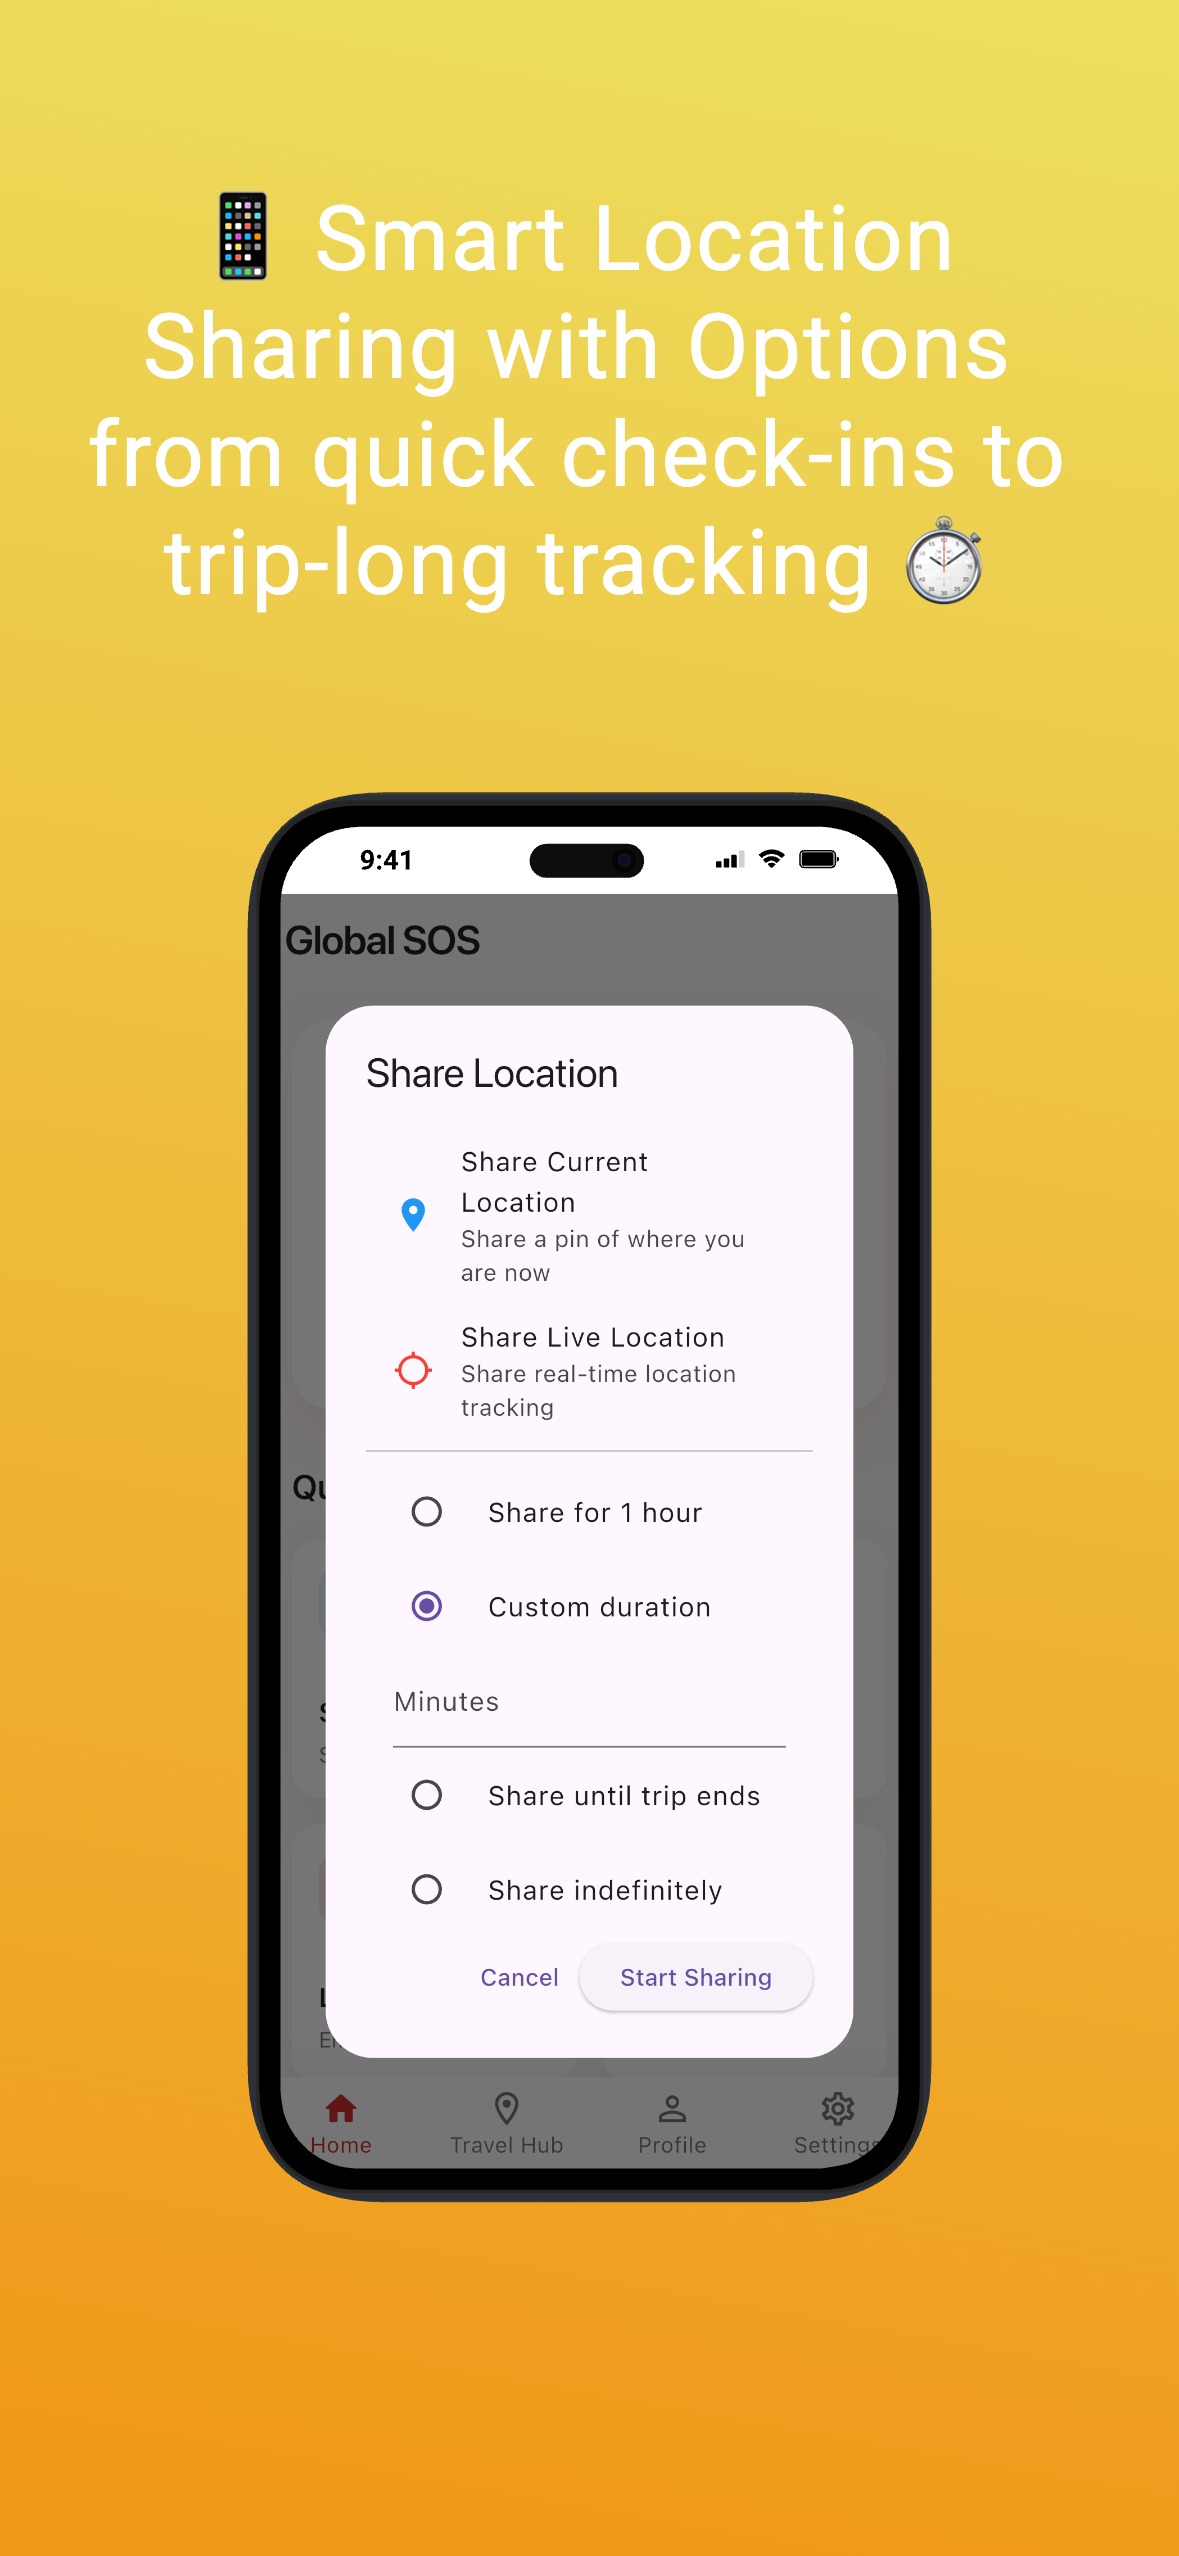 Smart Location
Sharing with Options
from quick check-ins to
trip-long tracking
9:41
Global SOS
Share Location
Share Current
Location
Share a pin of where you
are now
Share Live Location
Share real-time location
tracking
Share for 1 hour
Custom duration
Minutes
Share until trip ends
Share indefinitely
Cancel
Start Sharing
Home
Travel Hub
Profile
Settings